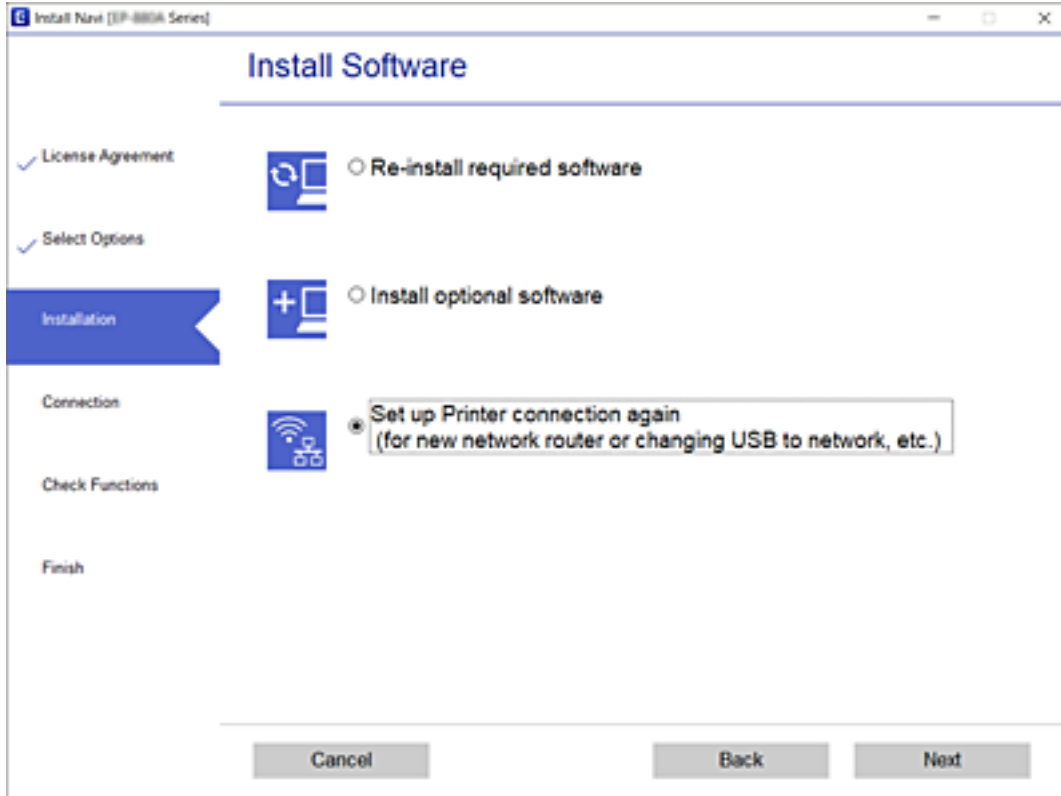 Install Navi [EP-880A Series]
Install Software
License Agreement
Select Options
Installation
Connection
Check Functions
Finish
Re-install required software
Install optional software
Set up Printer connection again
(for new network router or changing USB to network, etc.)
Cancel
Back
Next